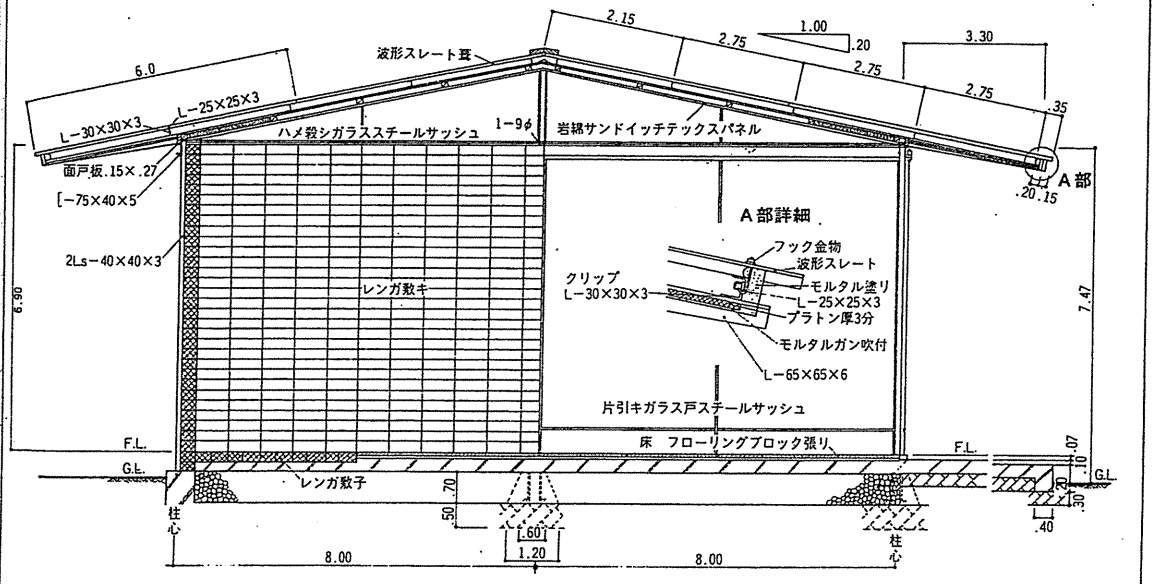 2.15
1.00
.20
2.75
3.30
波形スレート葺
6.0
2.75
2.75
L-25×25×3
.35
L-30×30×3
ハメ殺シガラススチールサッシュ
1-9φ
岩綿サンドイッチテックスパネル
面戸板.15×.27
A部
.20
.15
[-75×40×5
A部詳細
フック金物
2Ls-40×40×3
波形スレート
クリップ
モルタル塗り
レンガ敷キ
L-30×30×3
L-25×25×3
6.90
7.47
プラトン厚3分
モルタルガン吹付
L-65×65×6
片引キガラス戸スチールサッシュ
F.L.
床 フローリングブロック張リ
F.L.
.07
.10
G.L.
G.L.
レンガ敷子
.70
.20
.30
.50
柱心
.60
.40
柱心
1.20
8.00
8.00